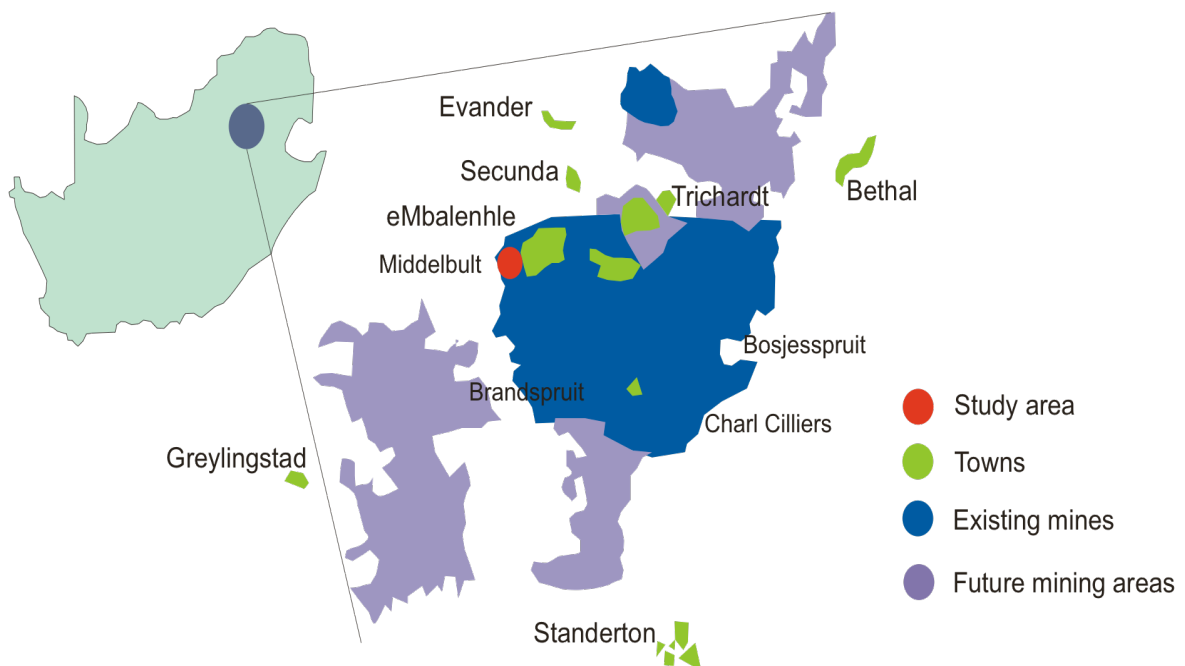 Evander
Secunda
Trichardt
Bethal
eMbalenhle
Middelbult
Bosjesspruit
Brandspruit
Charl Cilliers
Greylingstad
Standerton
Study area
Towns
Existing mines
Future mining areas